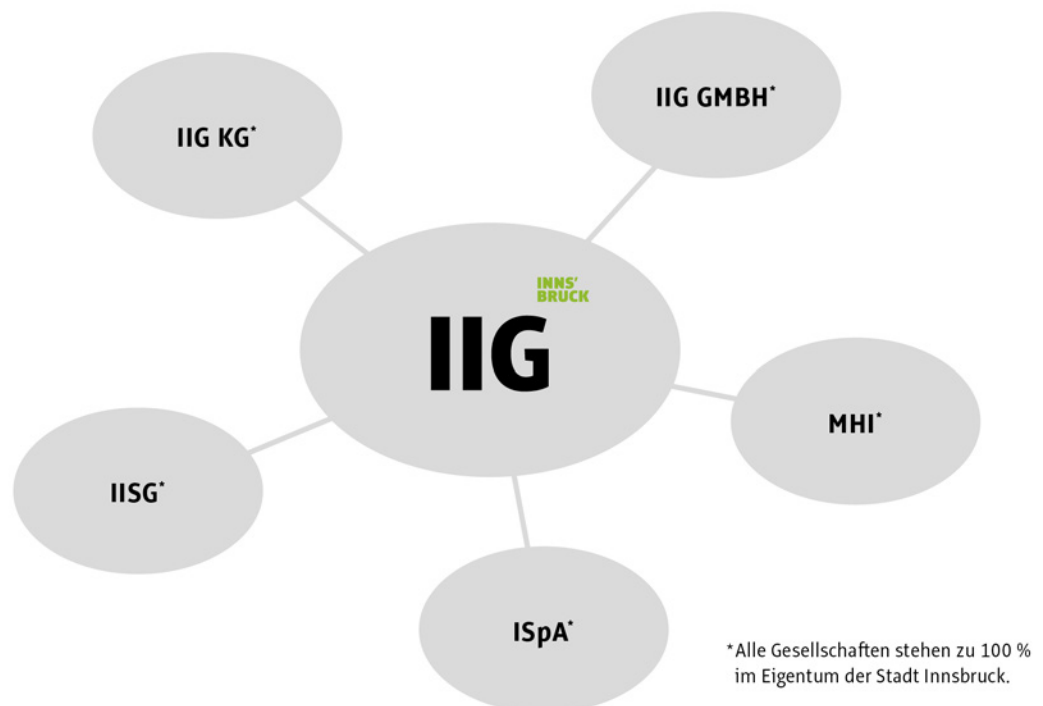 IIG GMBH*
IIG KG*
INNS'
BRUCK
IIG
MHI*
IISG*
ISpA*
*Alle Gesellschaften stehen zu 100 %
im Eigentum der Stadt Innsbruck.